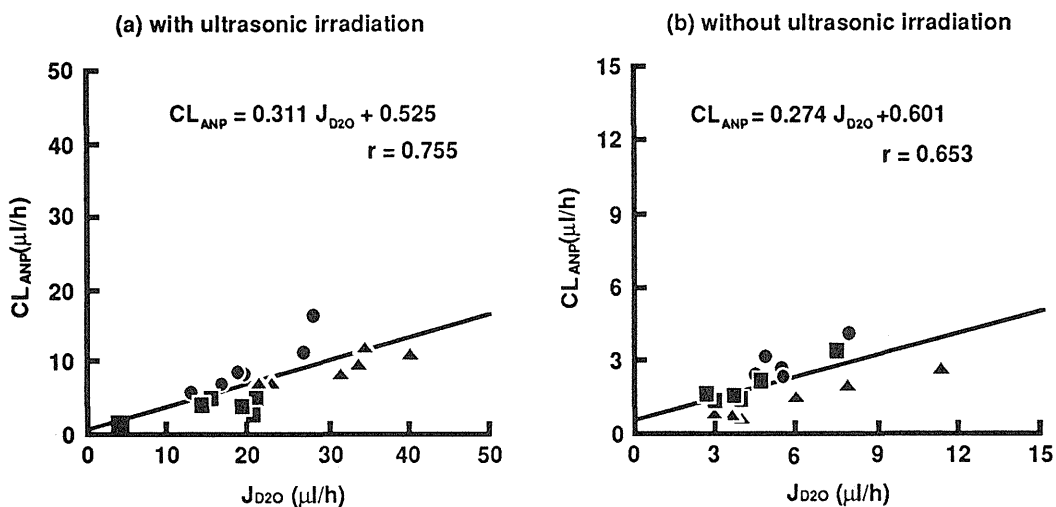 (a) with ultrasonic irradiation
50
40
30
20
10
0
CL_ANP (μl/h)
CL_ANP = 0.311 J_D2O + 0.525
r = 0.755
0 10 20 30 40 50
J_D2O (μl/h)
(b) without ultrasonic irradiation
15
12
9
6
3
0
CL_ANP (μl/h)
CL_ANP = 0.274 J_D2O +0.601
r = 0.653
0 3 6 9 12 15
J_D2O (μl/h)